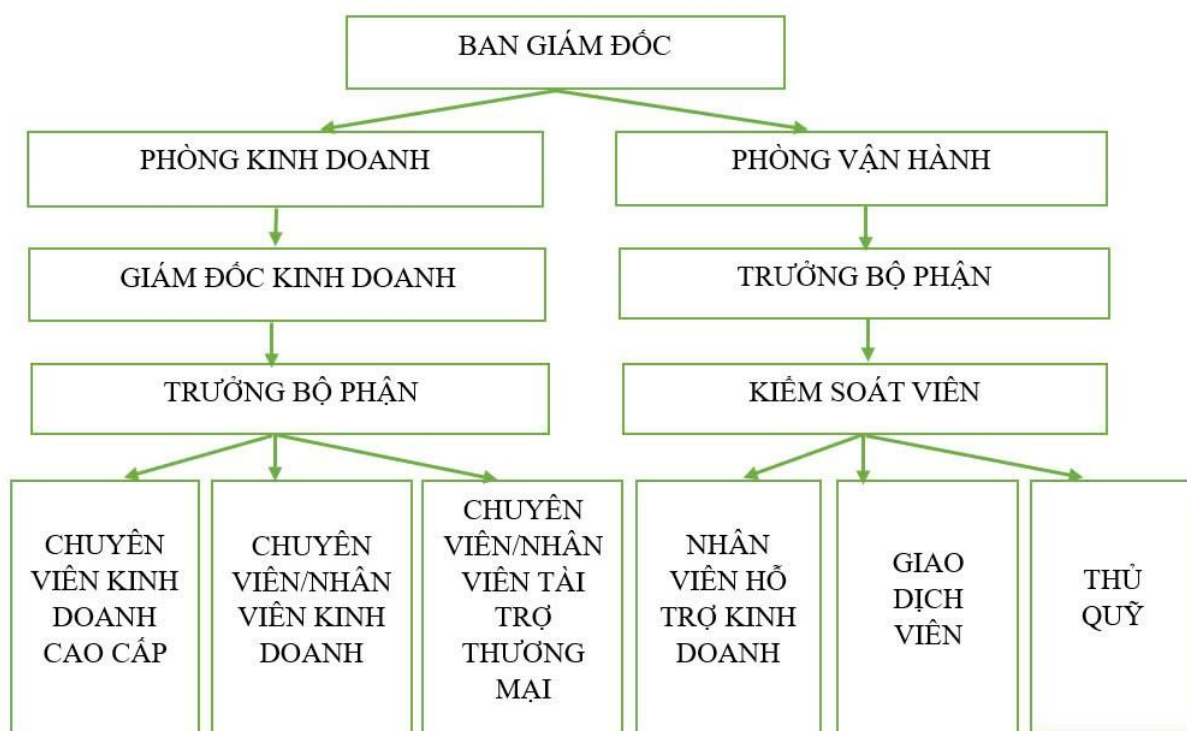 BAN GIÁM ĐỐC
PHÒNG KINH DOANH
PHÒNG VẬN HÀNH
GIÁM ĐỐC KINH DOANH
TRƯỞNG BỘ PHẬN
TRƯỞNG BỘ PHẬN
KIỂM SOÁT VIÊN
CHUYÊN
VIÊN KINH
DOANH
CAO CẤP
CHUYÊN
VIÊN/NHÂN
VIÊN KINH
DOANH
CHUYÊN
VIÊN/NHÂN
VIÊN TÀI
TRỢ
THƯƠNG
MẠI
NHÂN
VIÊN HỖ
TRỢ KINH
DOANH
GIAO
DỊCH
VIÊN
THỦ
QUỸ